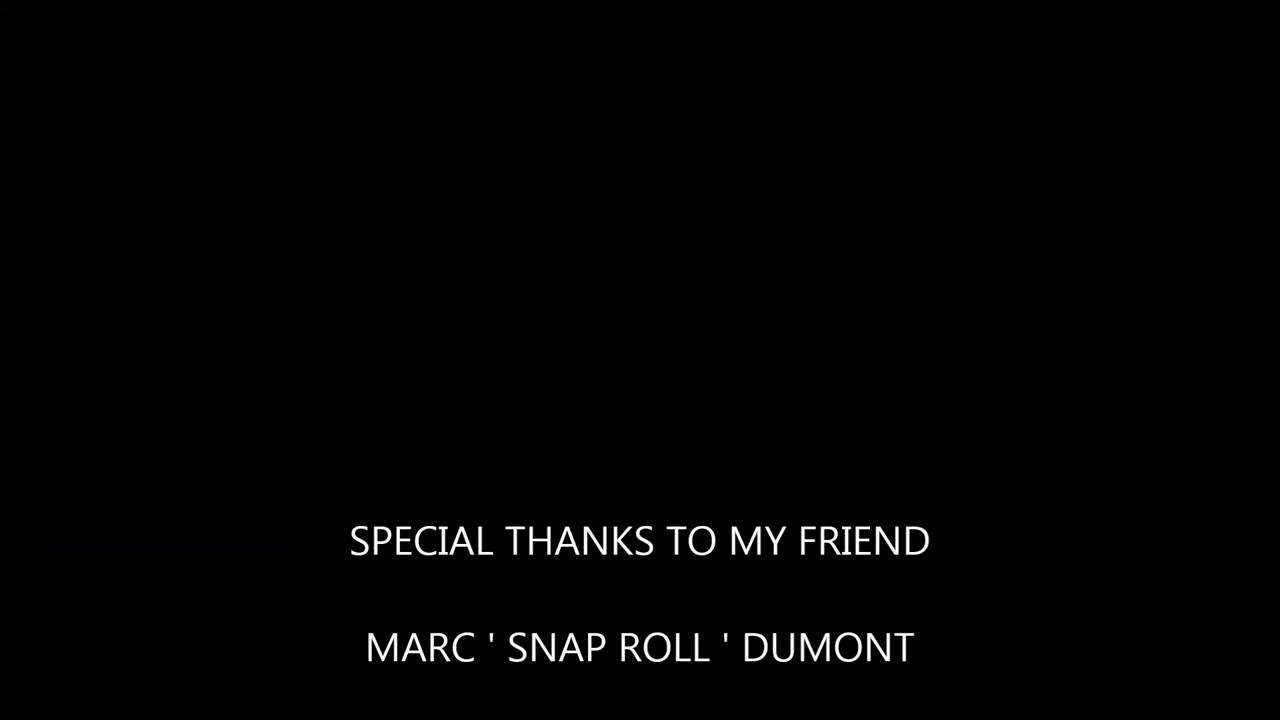 SPECIAL THANKS TO MY FRIEND
MARC ' SNAP ROLL ' DUMONT